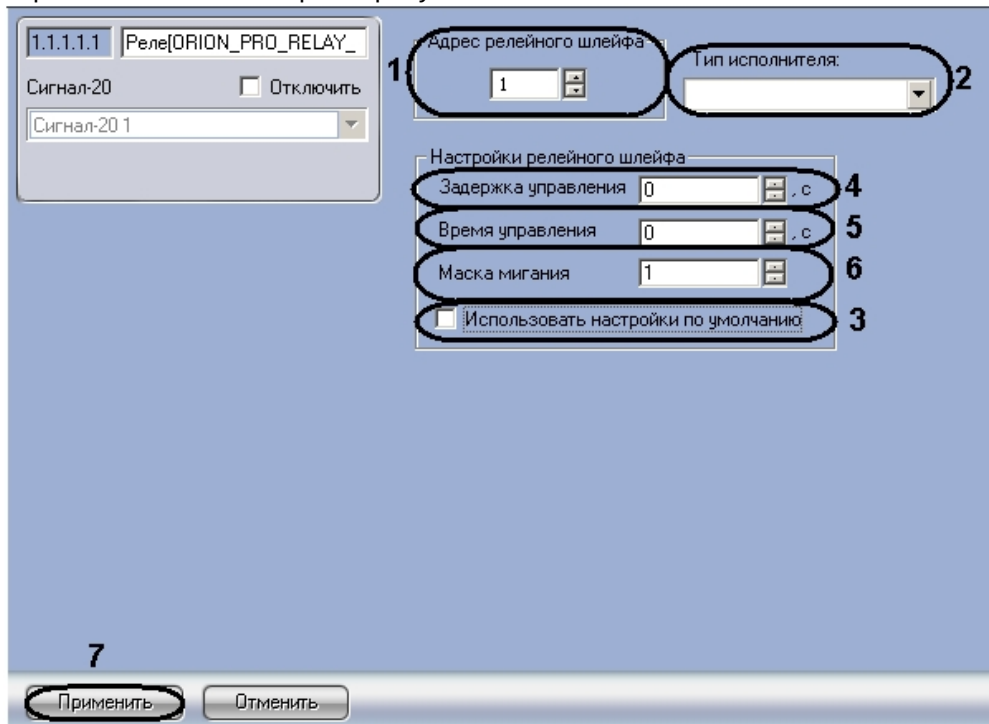 1.1.1.1.1 Реле[ORION_PRO_RELAY_
Сигнал-20 Отключить
Сигнал-20 1
Адрес релейного шлейфа
1
1
Тип исполнителя:
2
Настройки релейного шлейфа
Задержка управления 0 , с 4
Время управления 0 , с 5
Маска мигания 1 6
Использовать настройки по умолчанию 3
7
Применить Отменить